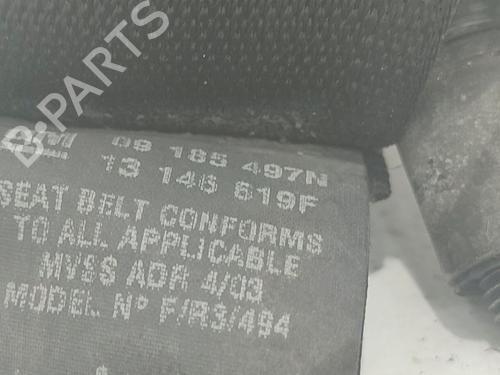 B-PARTS
GM 09 185 497N
13 146 619F
SEAT BELT CONFORMS
TO ALL APPLICABLE
MVSS ADR 4/03
MODEL N° F/R3/494